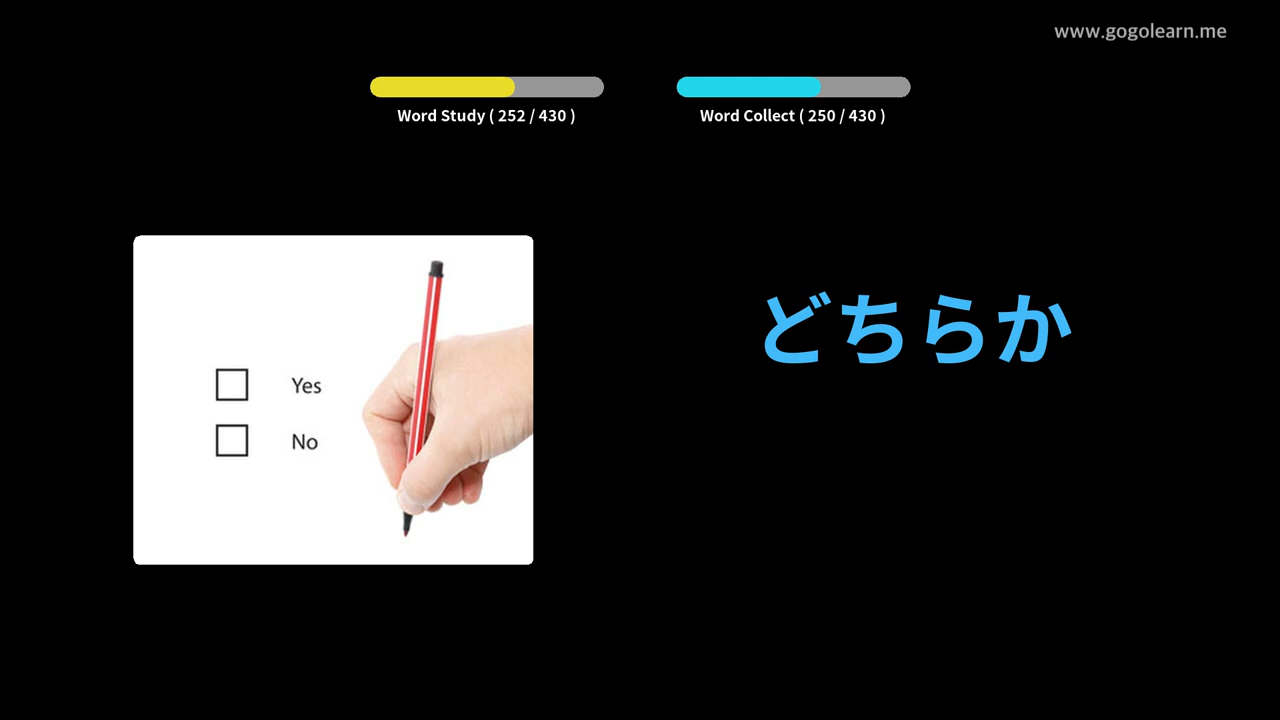 www.gogolearn.me
Word Study ( 252 / 430 )
Word Collect ( 250 / 430 )
Yes
No
どちらか